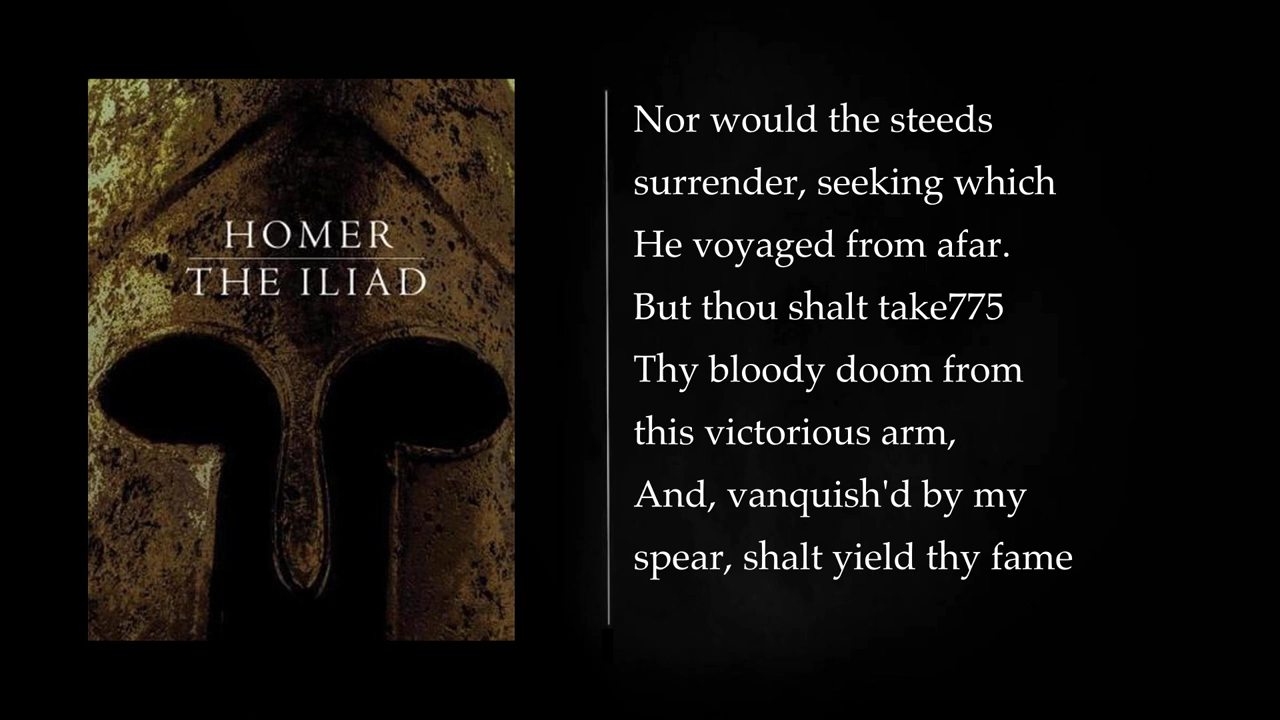 HOMER
THE ILIAD
Nor would the steeds
surrender, seeking which
He voyaged from afar.
But thou shalt take775
Thy bloody doom from
this victorious arm,
And, vanquish'd by my
spear, shalt yield thy fame